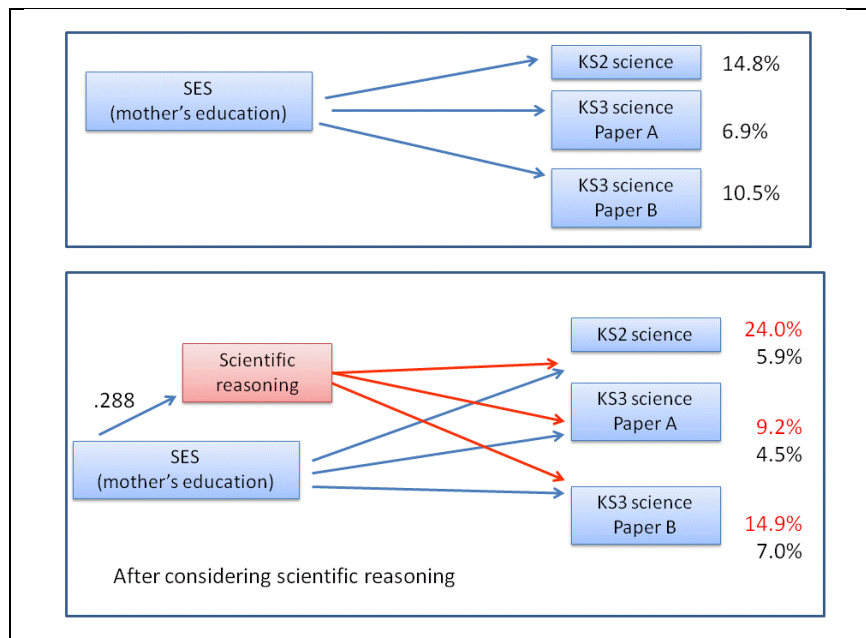 SES
(mother's education)
KS2 science
14.8%
KS3 science
Paper A
6.9%
KS3 science
Paper B
10.5%
Scientific
reasoning
.288
SES
(mother's education)
KS2 science
24.0%
5.9%
KS3 science
Paper A
9.2%
4.5%
KS3 science
Paper B
14.9%
7.0%
After considering scientific reasoning